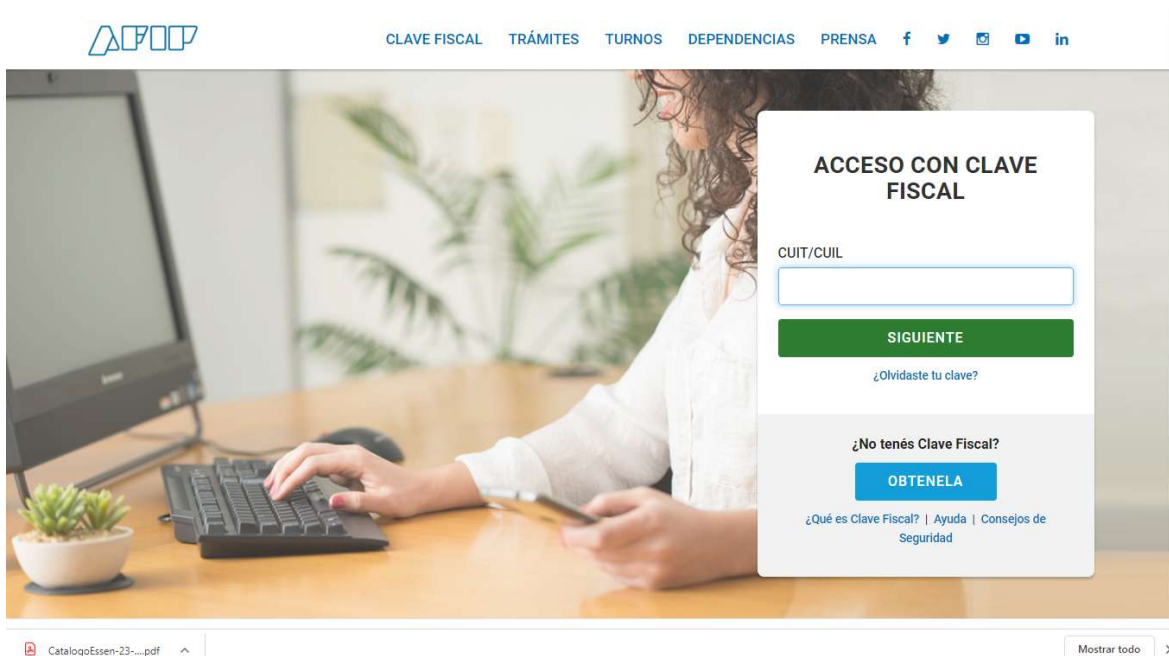 AFIP
CLAVE FISCAL TRÁMITES TURNOS DEPENDENCIAS PRENSA
ACCESO CON CLAVE
FISCAL
CUIT/CUIL
SIGUIENTE
¿Olvidaste tu clave?
¿No tenés Clave Fiscal?
OBTENELA
¿Qué es Clave Fiscal? | Ayuda | Consejos de
Seguridad
CatalogoEssen-23-....pdf
Mostrar todo